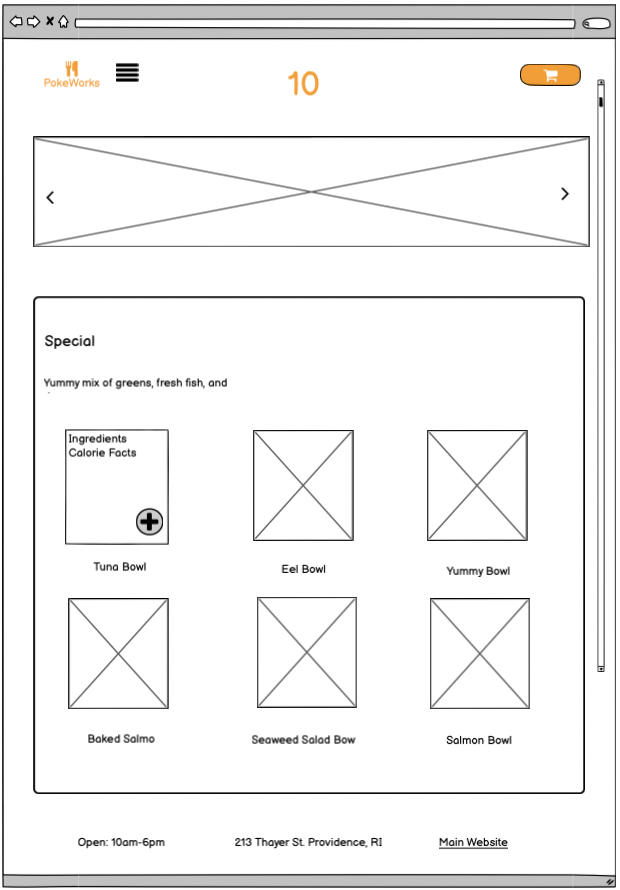 PokeWorks
10
Special
Yummy mix of greens, fresh fish, and
Ingredients
Calorie Facts
Tuna Bowl
Eel Bowl
Yummy Bowl
Baked Salmo
Seaweed Salad Bow
Salmon Bowl
Open: 10am-6pm
213 Thayer St. Providence, RI
Main Website